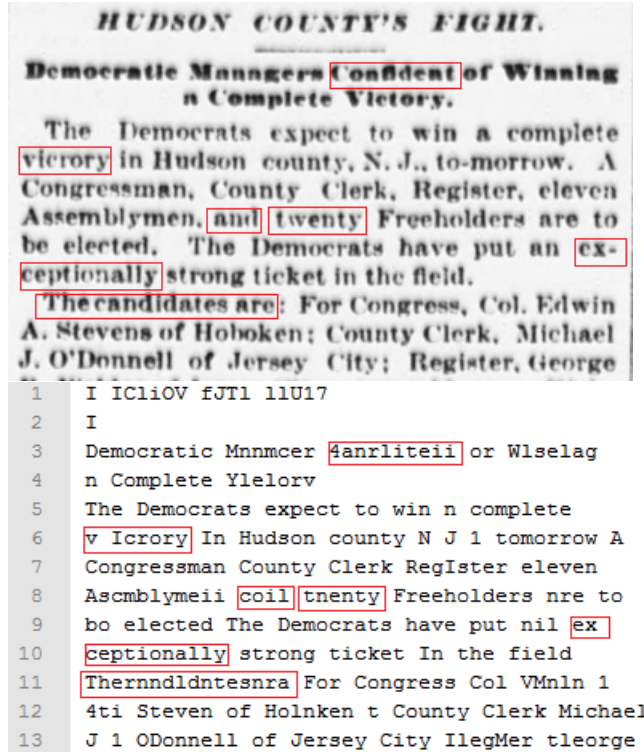 HUDSON COUNTY'S FIGHT.
Democratic Managers Confident of Winning
a Complete Victory.
The Democrats expect to win a complete
vicrory in Hudson county, N. J., to-morrow. A
Congressman, County Clerk, Register, eleven
Assemblymen, and twenty Freeholders are to
be elected. The Democrats have put an ex-
ceptionally strong ticket in the field.
The candidates are: For Congress, Col. Edwin
A. Stevens of Hoboken; County Clerk, Michael
J. O'Donnell of Jersey City; Register, George
1 I ICliOV fJTl llU17
2 I
3 Democratic Mnnmcer 4anrliteii or Wlselag
4 n Complete Ylelorv
5 The Democrats expect to win n complete
6 v Icrory In Hudson county N J 1 tomorrow A
7 Congressman County Clerk RegIster eleven
8 Ascmblymeii coil tnenty Freeholders nre to
9 bo elected The Democrats have put nil ex
10 ceptionally strong ticket In the field
11 Thernndldntesnra For Congress Col VMnln 1
12 4ti Steven of Holnken t County Clerk Michael
13 J 1 ODonnell of Jersey City IlegMer tleorge